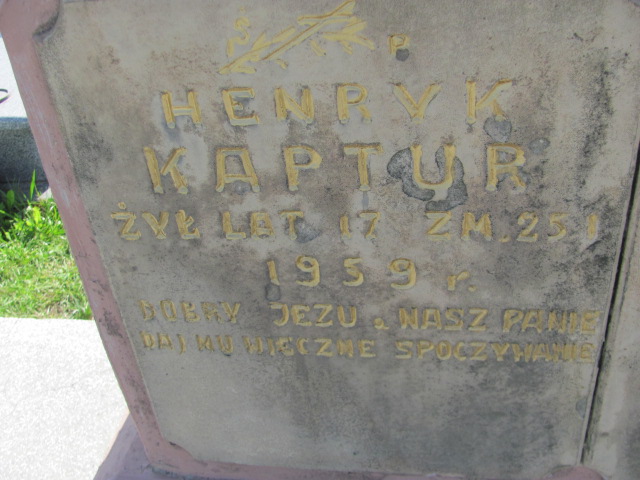 Ś P
HENRYK
KAPTUR
ŻYŁ LAT 17 ZM. 25 I
1959 r.
DOBRY JEZU a NASZ PANIE
DAJ MU WIECZNE SPOCZYWANIE